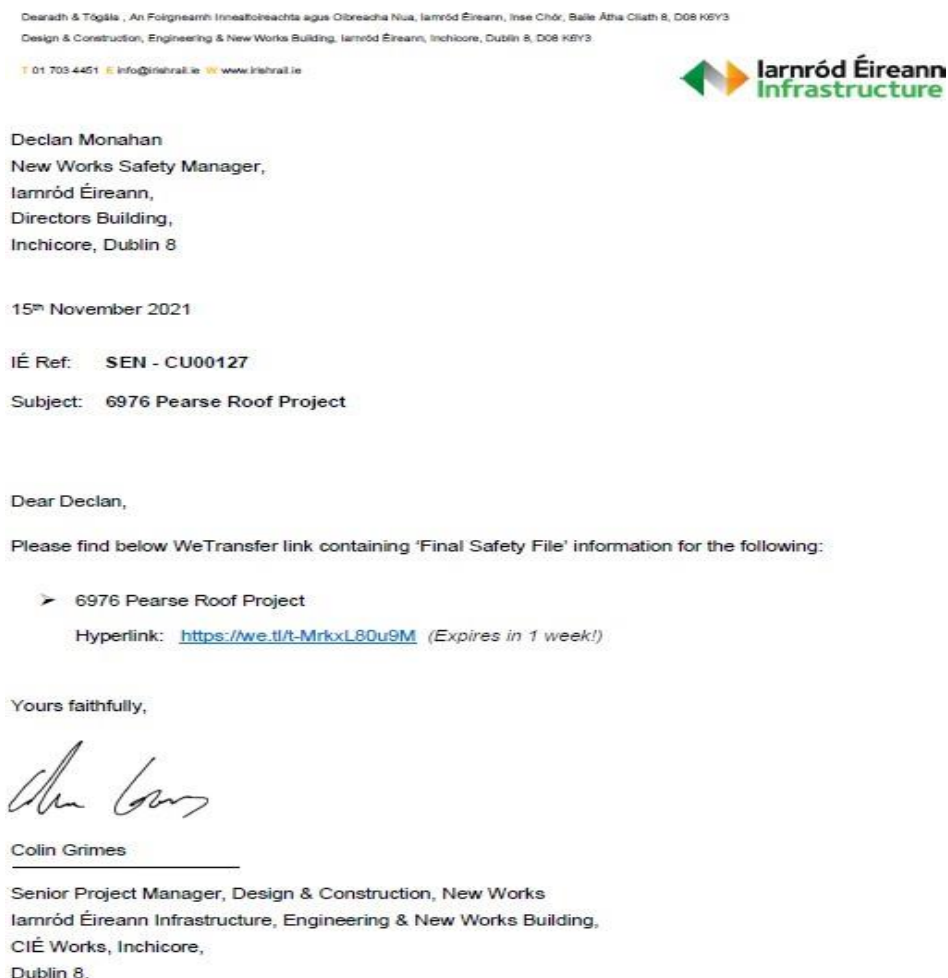 Dearadh & Tógála , An Foirgneamh Innealtoireachta agus Oibreacha Nua, Iarnród Éireann, Inse Chór, Baile Átha Cliath 8, D08 K6Y3
Design & Construction, Engineering & New Works Building, Iarnród Éireann, Inchicore, Dublin 8, D08 K6Y3
T 01 703 4451 E info@irishrail.ie W www.irishrail.ie
Iarnród Éireann
Infrastructure
Declan Monahan
New Works Safety Manager,
Iarnród Éireann,
Directors Building,
Inchicore, Dublin 8
15th November 2021
IÉ Ref: SEN - CU00127
Subject: 6976 Pearse Roof Project
Dear Declan,
Please find below WeTransfer link containing ‘Final Safety File’ information for the following:
➢ 6976 Pearse Roof Project
Hyperlink: https://we.tl/t-MrkxL80u9M (Expires in 1 week!)
Yours faithfully,
Colin Grimes
Senior Project Manager, Design & Construction, New Works
Iarnród Éireann Infrastructure, Engineering & New Works Building,
CIÉ Works, Inchicore,
Dublin 8.